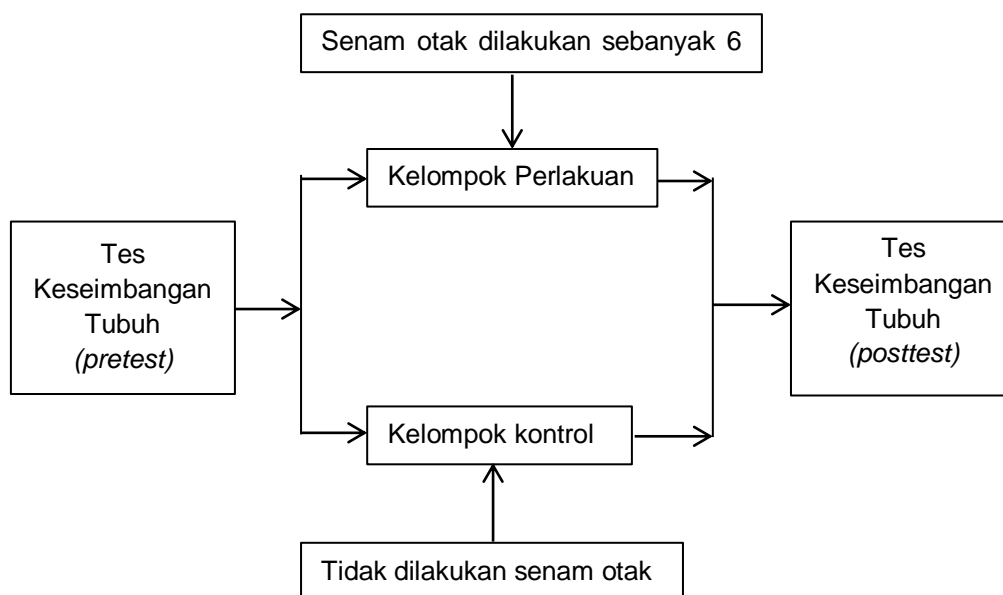 Senam otak dilakukan sebanyak 6
Kelompok Perlakuan
Tes
Keseimbangan
Tubuh
(pretest)
Tes
Keseimbangan
Tubuh
(posttest)
Kelompok kontrol
Tidak dilakukan senam otak